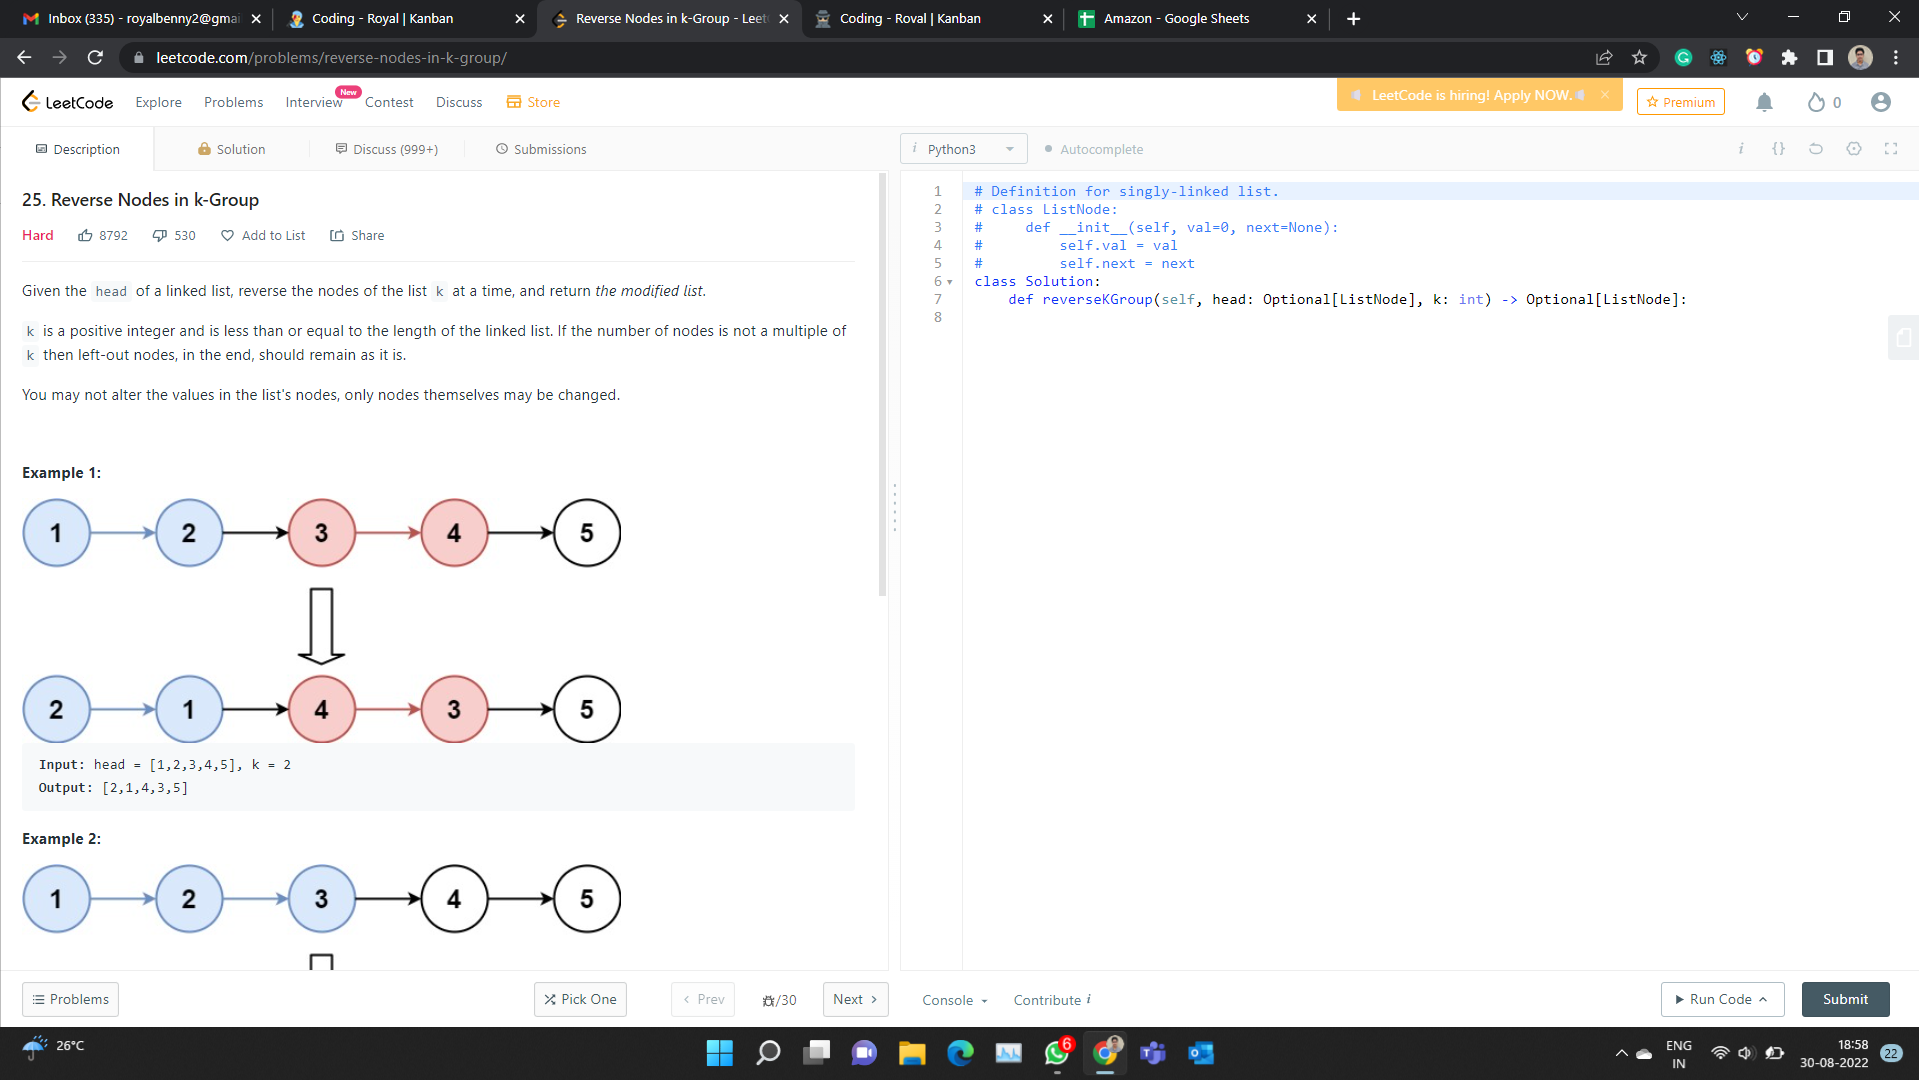 Inbox (335) - royalbenny2@gmai
Coding - Royal | Kanban
Reverse Nodes in k-Group - Leet
Coding - Roval | Kanban
Amazon - Google Sheets
leetcode.com/problems/reverse-nodes-in-k-group/
LeetCode
Explore
Problems
Interview
New
Contest
Discuss
Store
LeetCode is hiring! Apply NOW.
Premium
0
Description
Solution
Discuss (999+)
Submissions
i Python3
Autocomplete
i {}
25. Reverse Nodes in k-Group
Hard 8792 530 Add to List Share
Given the head of a linked list, reverse the nodes of the list k at a time, and return the modified list.
k is a positive integer and is less than or equal to the length of the linked list. If the number of nodes is not a multiple of
k then left-out nodes, in the end, should remain as it is.
You may not alter the values in the list's nodes, only nodes themselves may be changed.
Example 1:
1 2 3 4 5
2 1 4 3 5
Input: head = [1,2,3,4,5], k = 2
Output: [2,1,4,3,5]
Example 2:
1 2 3 4 5
1 # Definition for singly-linked list.
2 # class ListNode:
3 #     def __init__(self, val=0, next=None):
4 #         self.val = val
5 #         self.next = next
6 class Solution:
7     def reverseKGroup(self, head: Optional[ListNode], k: int) -> Optional[ListNode]:
8
Problems
Pick One
Prev
/30
Next
Console
Contribute i
Run Code
Submit
26°C
6
ENG
IN
18:58
30-08-2022
22